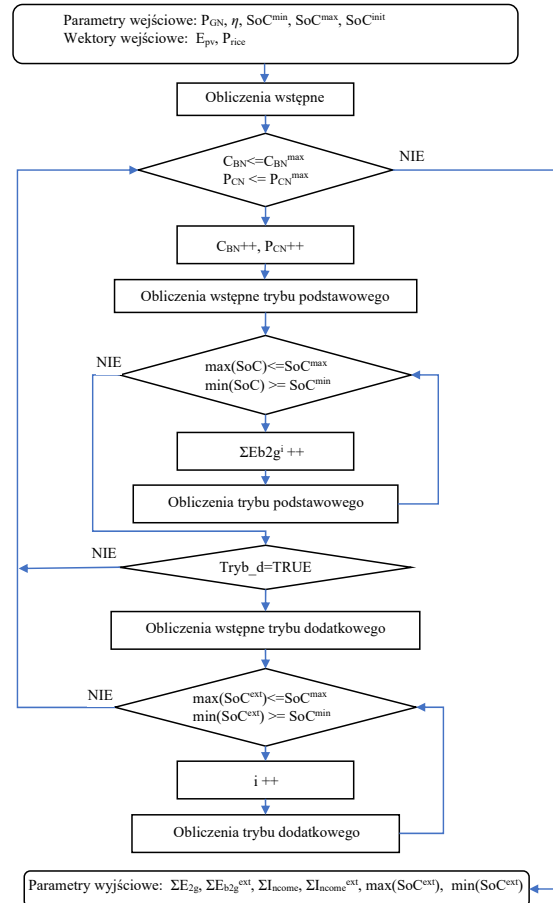 Parametry wejściowe: P_GN, η, SoC^min, SoC^max, SoC^init
Wektory wejściowe: E_pv, P_rice
Obliczenia wstępne
C_BN<=C_BN^max
P_CN <= P_CN^max
NIE
C_BN++, P_CN++
Obliczenia wstępne trybu podstawowego
NIE
max(SoC)<=SoC^max
min(SoC) >= SoC^min
ΣEb2g^i ++
Obliczenia trybu podstawowego
NIE
Tryb_d=TRUE
Obliczenia wstępne trybu dodatkowego
NIE
max(SoC^ext)<=SoC^max
min(SoC^ext) >= SoC^min
i ++
Obliczenia trybu dodatkowego
Parametry wyjściowe: ΣE_2g, ΣE_b2g^ext, ΣI_ncome, ΣI_ncome^ext, max(SoC^ext), min(SoC^ext)